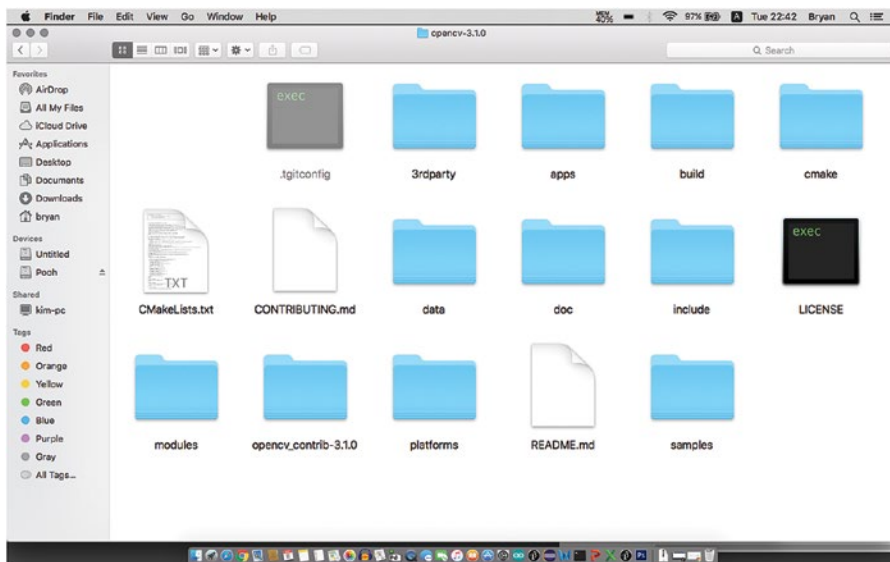 Finder File Edit View Go Window Help MEM 40% 97% A Tue 22:42 Bryan
opencv-3.1.0
Search
Favorites
AirDrop
All My Files
iCloud Drive
Applications
Desktop
Documents
Downloads
bryan
Devices
Untitled
Pooh
Shared
kim-pc
Tags
Red
Orange
Yellow
Green
Blue
Purple
Gray
All Tags...
exec
.tgitconfig 3rdparty apps build cmake
TXT exec
CMakeLists.txt CONTRIBUTING.md data doc include LICENSE
modules opencv_contrib-3.1.0 platforms README.md samples